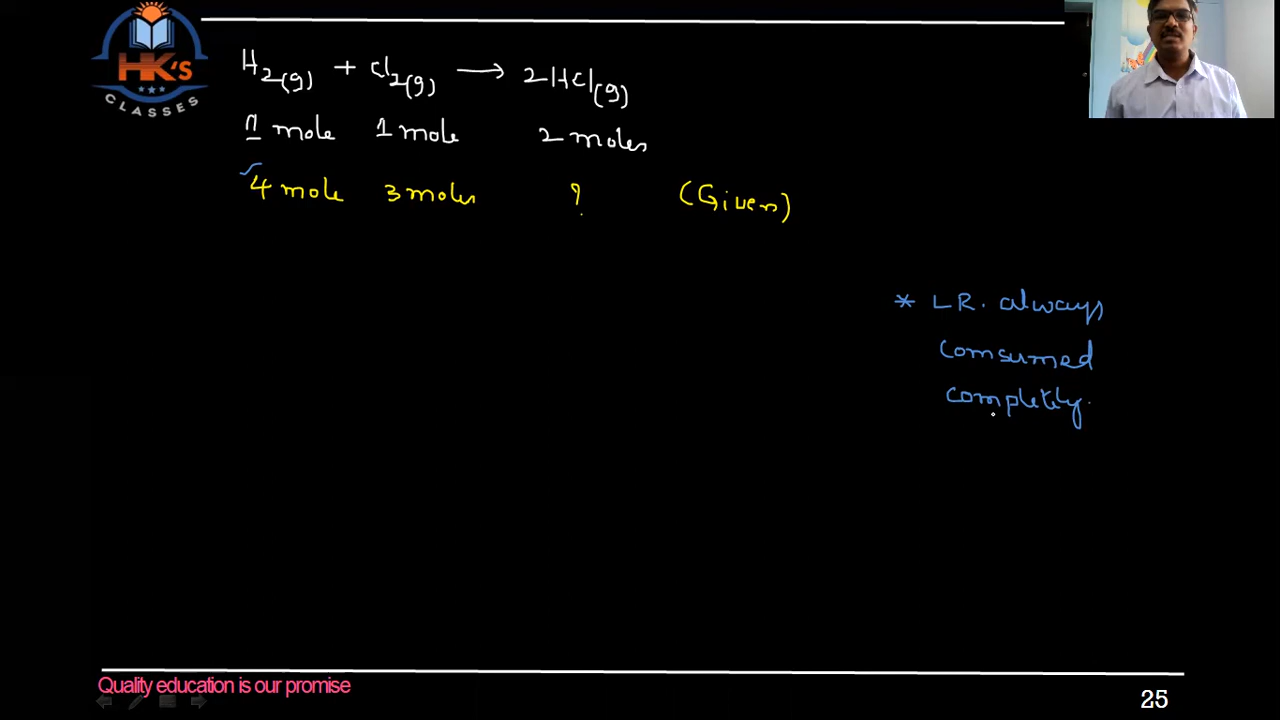 HK'S
CLASSES
H2(g) + Cl2(g) → 2HCl(g)
1 mole 1 mole 2 moles
4 mole 3 moles ? (Given)
* LR. always
consumed
completely.
Quality education is our promise
25